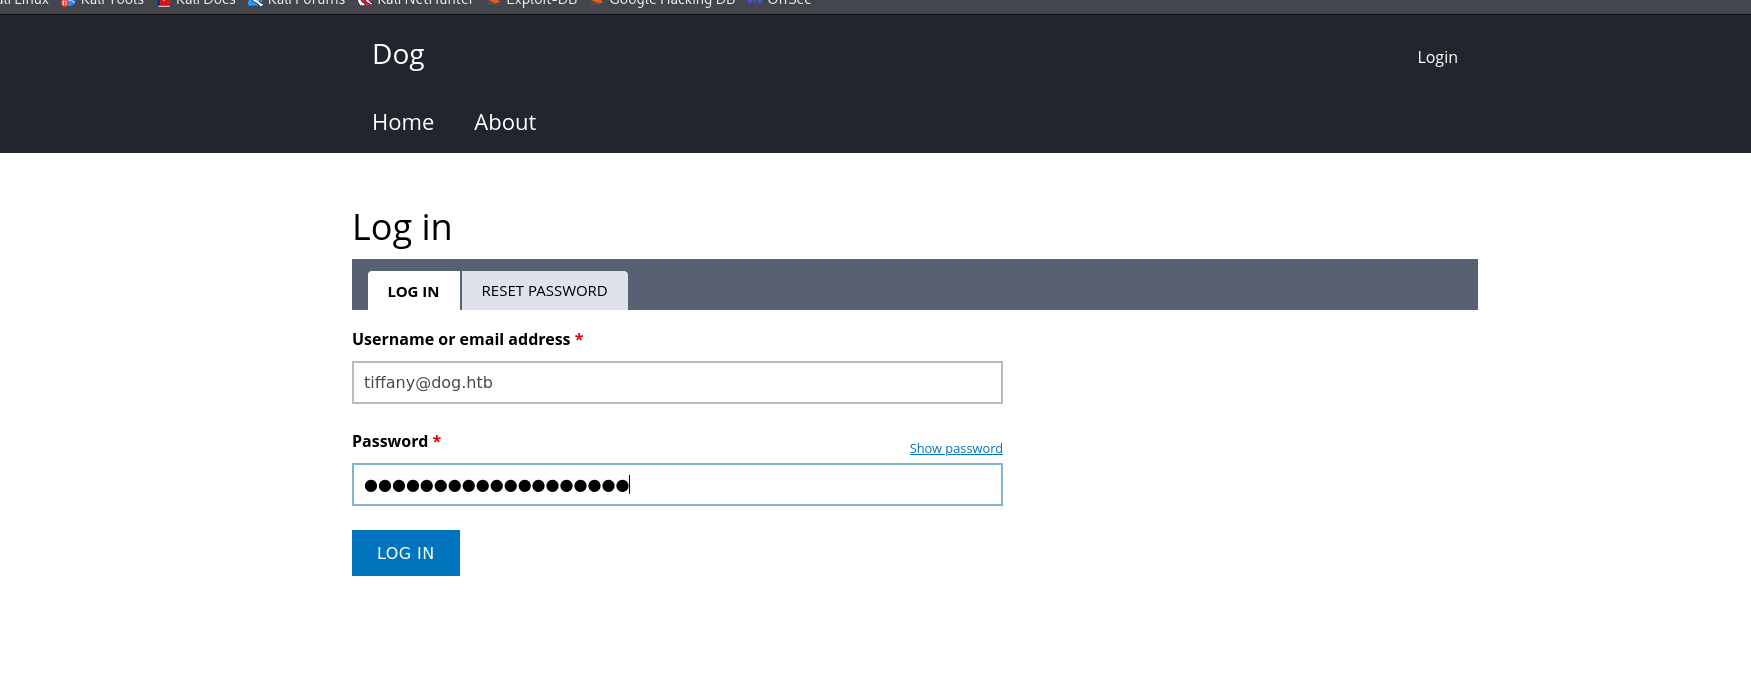 Kali Linux Kali Tools Kali Docs Kali Forums Kali NetHunter Exploit-DB Google Hacking DB OffSec
Dog
Login
Home About
Log in
LOG IN RESET PASSWORD
Username or email address *
tiffany@dog.htb
Password *
Show password
●●●●●●●●●●●●●●●●●●●
LOG IN